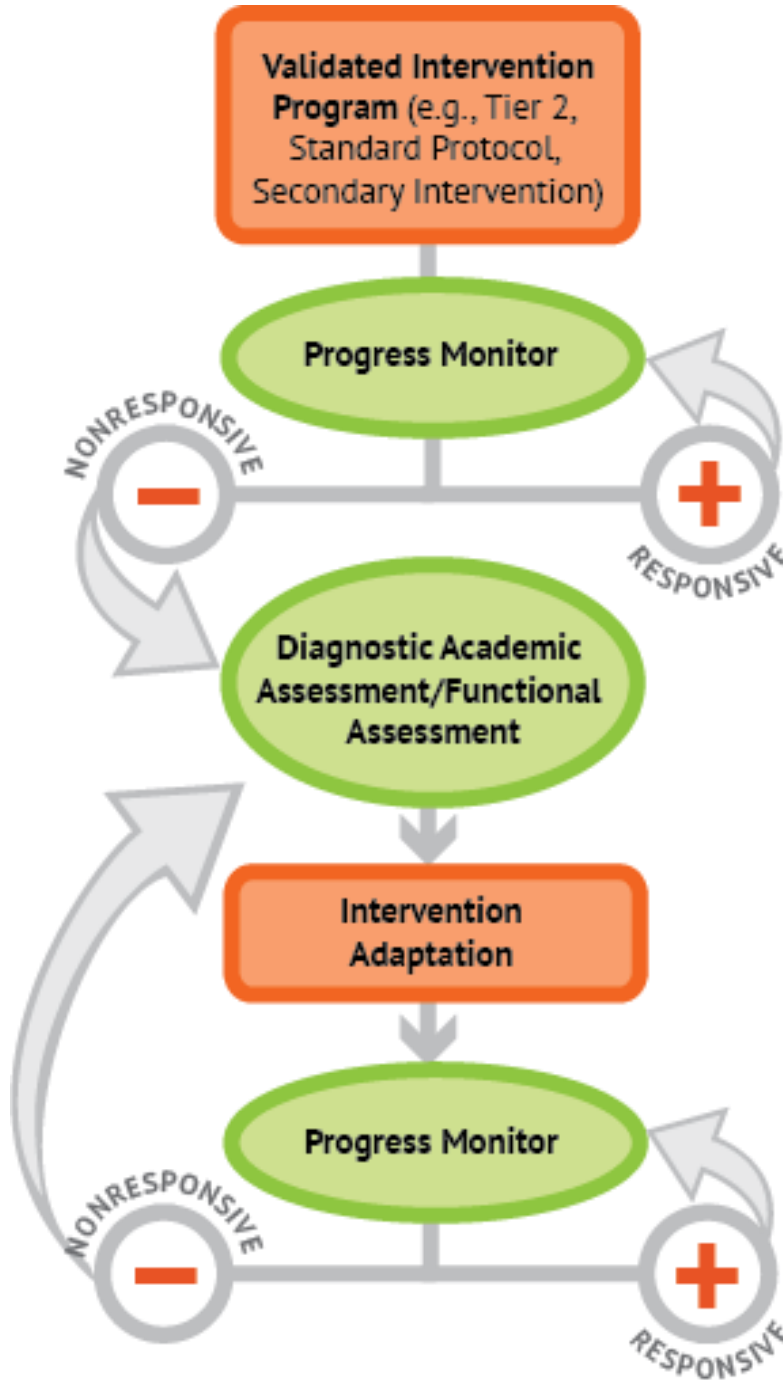 Validated Intervention
Program (e.g., Tier 2,
Standard Protocol,
Secondary Intervention)
Progress Monitor
NONRESPONSIVE
RESPONSIVE
Diagnostic Academic
Assessment/Functional
Assessment
Intervention
Adaptation
Progress Monitor
NONRESPONSIVE
RESPONSIVE